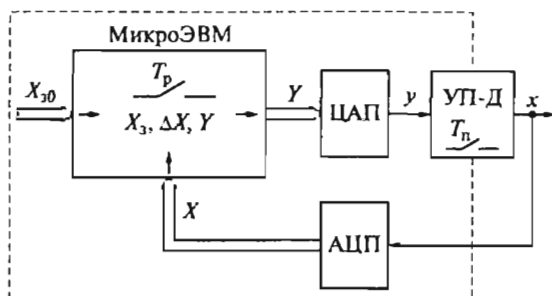 МикроЭВМ
X_з0
T_р
X_з, ΔX, Y
Y
ЦАП
y
УП-Д
T_п
x
X
АЦП